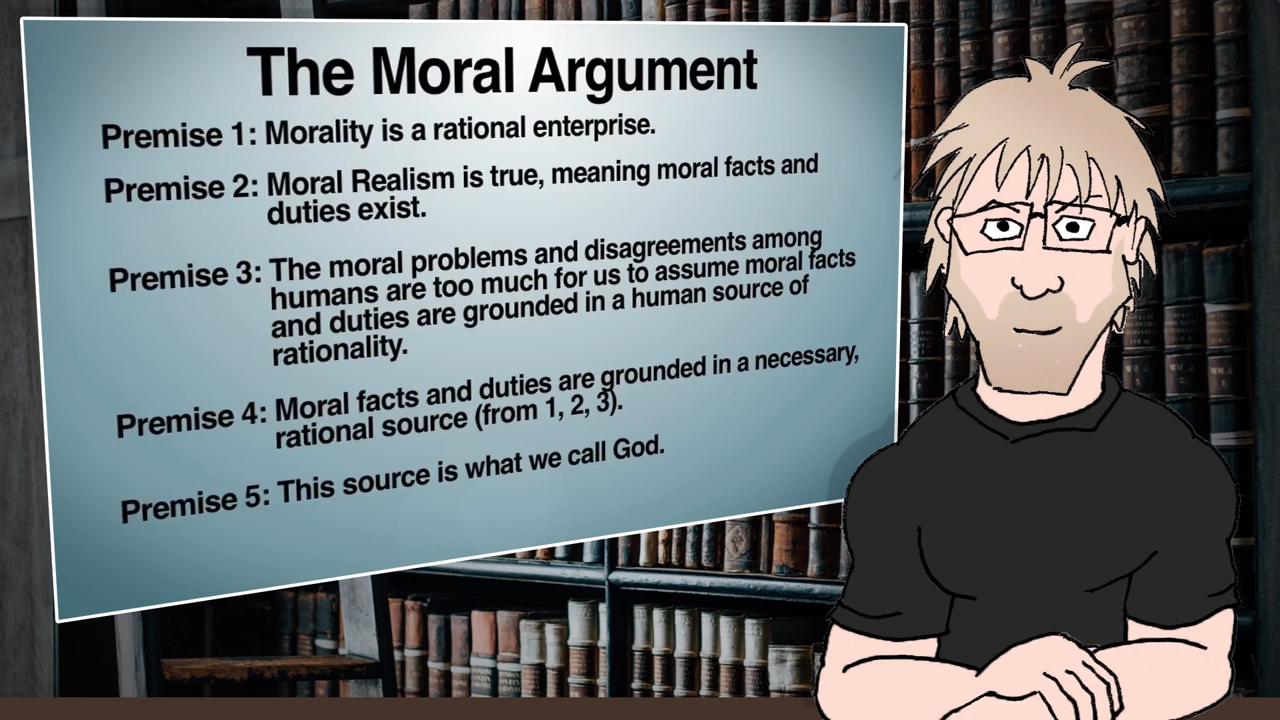 The Moral Argument
Premise 1: Morality is a rational enterprise.
Premise 2: Moral Realism is true, meaning moral facts and
duties exist.
Premise 3: The moral problems and disagreements among
humans are too much for us to assume moral facts
and duties are grounded in a human source of
rationality.
Premise 4: Moral facts and duties are grounded in a necessary,
rational source (from 1, 2, 3).
Premise 5: This source is what we call God.